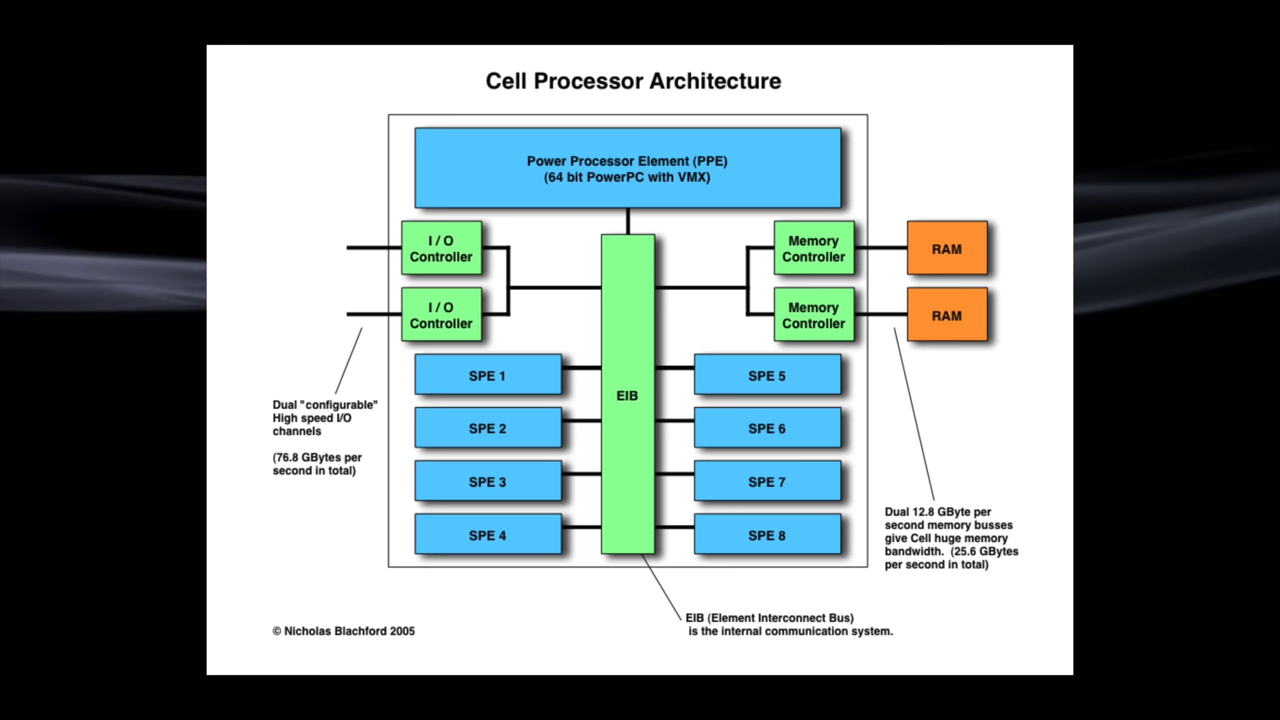 Cell Processor Architecture
Power Processor Element (PPE)
(64 bit PowerPC with VMX)
I / O
Controller
Memory
Controller
RAM
I / O
Controller
Memory
Controller
RAM
SPE 1
SPE 5
EIB
SPE 2
SPE 6
SPE 3
SPE 7
SPE 4
SPE 8
Dual "configurable"
High speed I/O
channels
(76.8 GBytes per
second in total)
Dual 12.8 GByte per
second memory busses
give Cell huge memory
bandwidth. (25.6 GBytes
per second in total)
EIB (Element Interconnect Bus)
is the internal communication system.
© Nicholas Blachford 2005